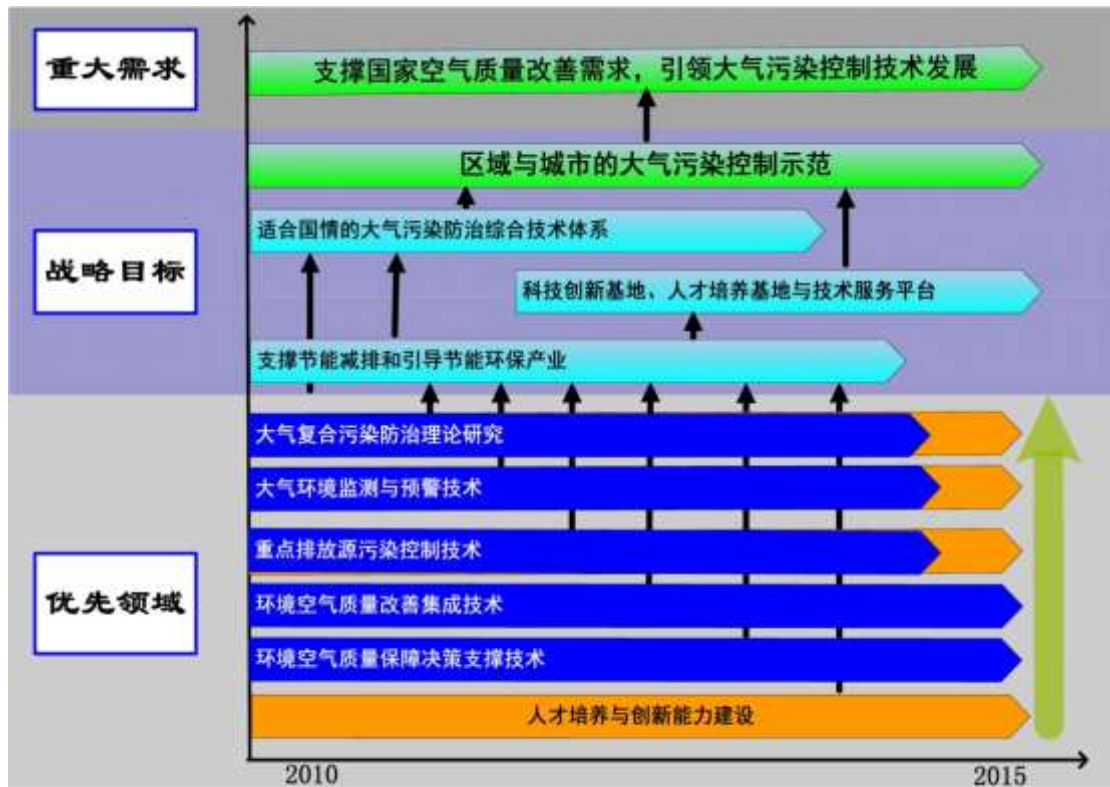 重大需求
支撑国家空气质量改善需求，引领大气污染控制技术发展
区域与城市的大气污染控制示范
战略目标
适合国情的大气污染防治综合技术体系
科技创新基地、人才培养基地与技术服务平台
支撑节能减排和引导节能环保产业
优先领域
大气复合污染防治理论研究
大气环境监测与预警技术
重点排放源污染控制技术
环境空气质量改善集成技术
环境空气质量保障决策支撑技术
人才培养与创新能力建设
2010
2015